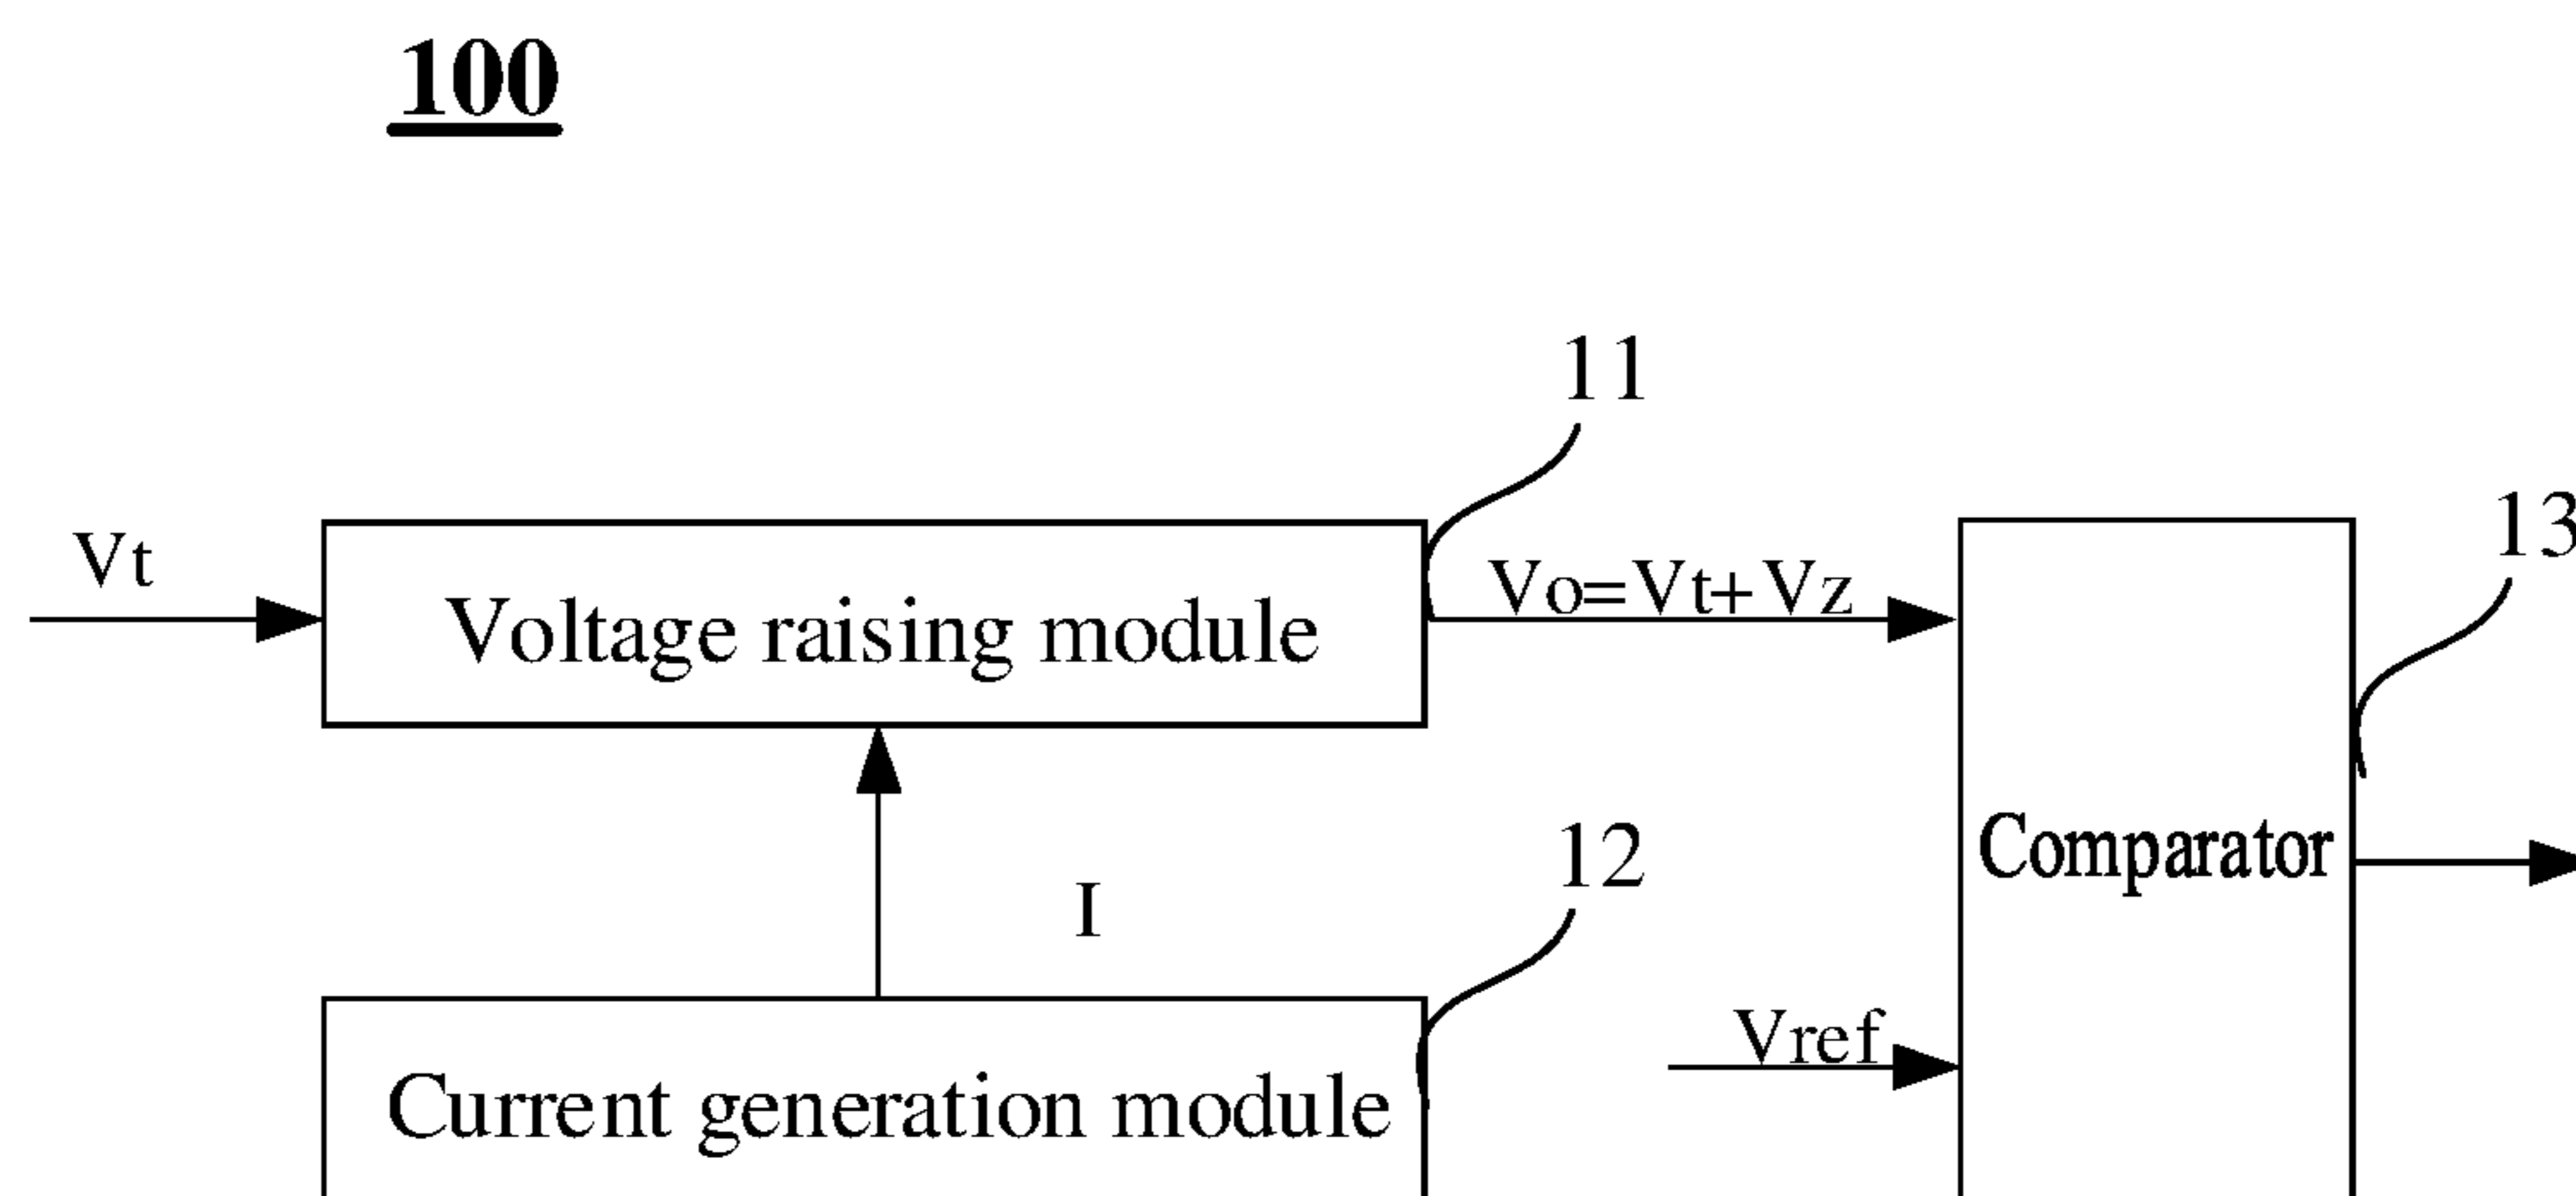 100
11
13
Vt
Vo=Vt+Vz
Voltage raising module
12
Comparator
I
Vref
Current generation module